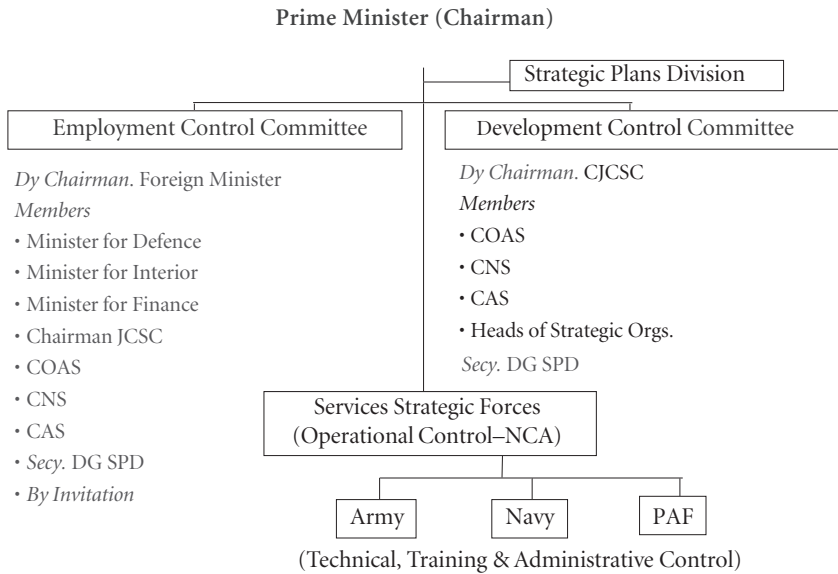 Prime Minister (Chairman)
Strategic Plans Division
Employment Control Committee
Dy Chairman. Foreign Minister
Members
• Minister for Defence
• Minister for Interior
• Minister for Finance
• Chairman JCSC
• COAS
• CNS
• CAS
• Secy. DG SPD
• By Invitation
Development Control Committee
Dy Chairman. CJCSC
Members
• COAS
• CNS
• CAS
• Heads of Strategic Orgs.
Secy. DG SPD
Services Strategic Forces
(Operational Control–NCA)
Army
Navy
PAF
(Technical, Training & Administrative Control)